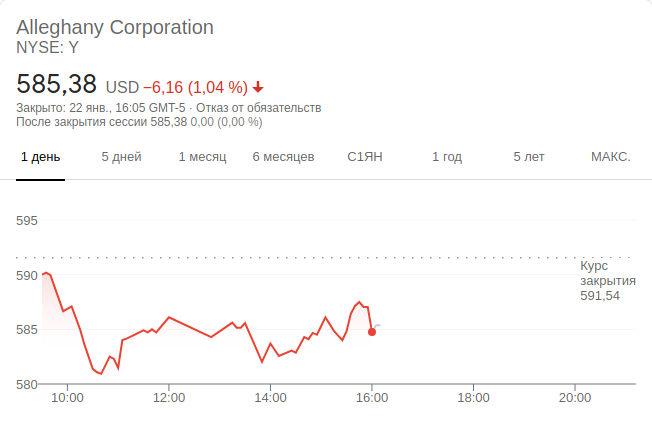 Alleghany Corporation
NYSE: Y
585,38 USD −6,16 (1,04 %)
Закрыто: 22 янв., 16:05 GMT-5 · Отказ от обязательств
После закрытия сессии 585,38 0,00 (0,00 %)
1 день 5 дней 1 месяц 6 месяцев С1ЯН 1 год 5 лет МАКС.
595
590
585
580
Курс
закрытия
591,54
10:00 12:00 14:00 16:00 18:00 20:00